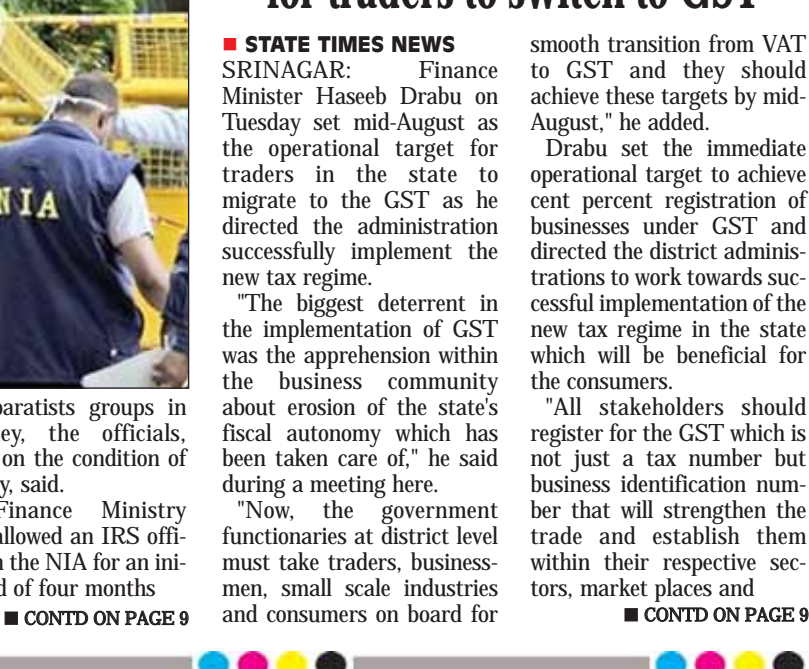 for traders to switch to GST
NIA
paratists groups in
ey, the officials,
on the condition of
y, said.
Finance Ministry
allowed an IRS offi-
n the NIA for an ini-
d of four months
■ CONTD ON PAGE 9
■ STATE TIMES NEWS
SRINAGAR: Finance
Minister Haseeb Drabu on
Tuesday set mid-August as
the operational target for
traders in the state to
migrate to the GST as he
directed the administration
successfully implement the
new tax regime.
"The biggest deterrent in
the implementation of GST
was the apprehension within
the business community
about erosion of the state's
fiscal autonomy which has
been taken care of," he said
during a meeting here.
"Now, the government
functionaries at district level
must take traders, business-
men, small scale industries
and consumers on board for
smooth transition from VAT
to GST and they should
achieve these targets by mid-
August," he added.
Drabu set the immediate
operational target to achieve
cent percent registration of
businesses under GST and
directed the district adminis-
trations to work towards suc-
cessful implementation of the
new tax regime in the state
which will be beneficial for
the consumers.
"All stakeholders should
register for the GST which is
not just a tax number but
business identification num-
ber that will strengthen the
trade and establish them
within their respective sec-
tors, market places and
■ CONTD ON PAGE 9